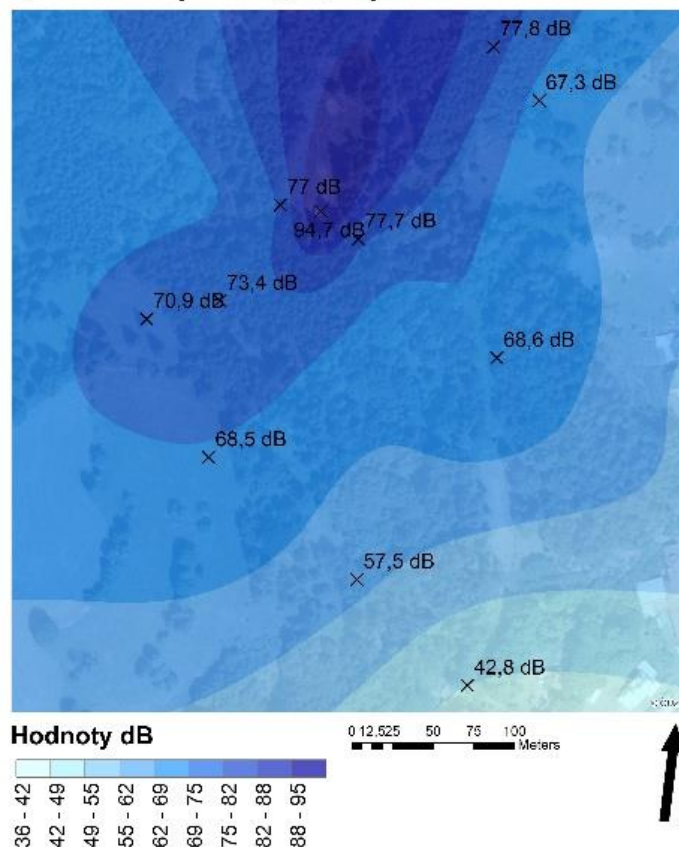 77,8 dB
67,3 dB
77 dB
94,7 dB
77,7 dB
73,4 dB
70,9 dB
68,6 dB
68,5 dB
57,5 dB
42,8 dB
Hodnoty dB
0 12,525 50 75 100
Meters
36 - 42
42 - 49
49 - 55
55 - 62
62 - 69
69 - 75
75 - 82
82 - 88
88 - 95